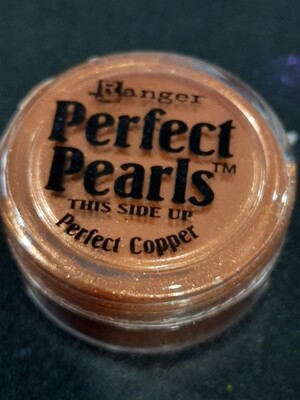 Ranger
Perfect
Pearls™
THIS SIDE UP
Perfect Copper